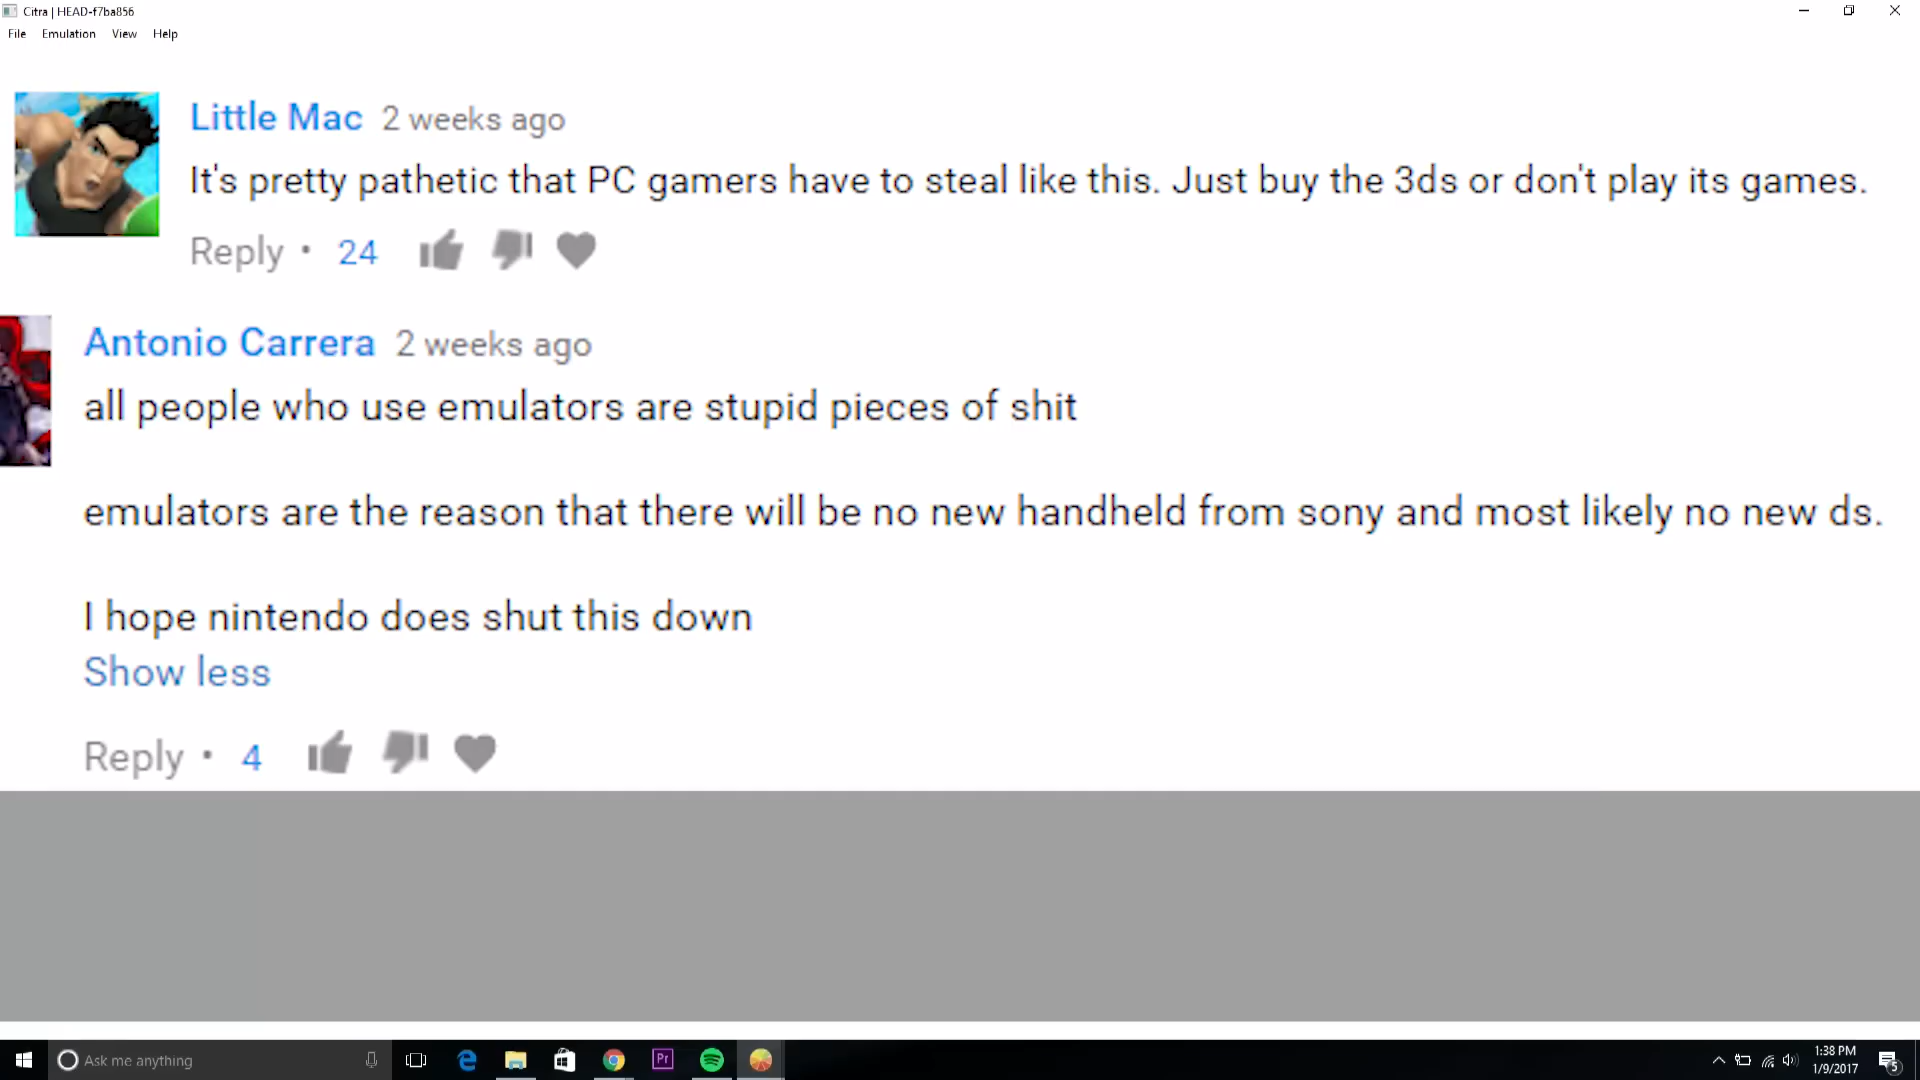 Citra | HEAD-f7ba856
File Emulation View Help
Little Mac 2 weeks ago
It's pretty pathetic that PC gamers have to steal like this. Just buy the 3ds or don't play its games.
Reply • 24
Antonio Carrera 2 weeks ago
all people who use emulators are stupid pieces of shit
emulators are the reason that there will be no new handheld from sony and most likely no new ds.
I hope nintendo does shut this down
Show less
Reply • 4
Ask me anything
Pr
1:38 PM
1/9/2017
5